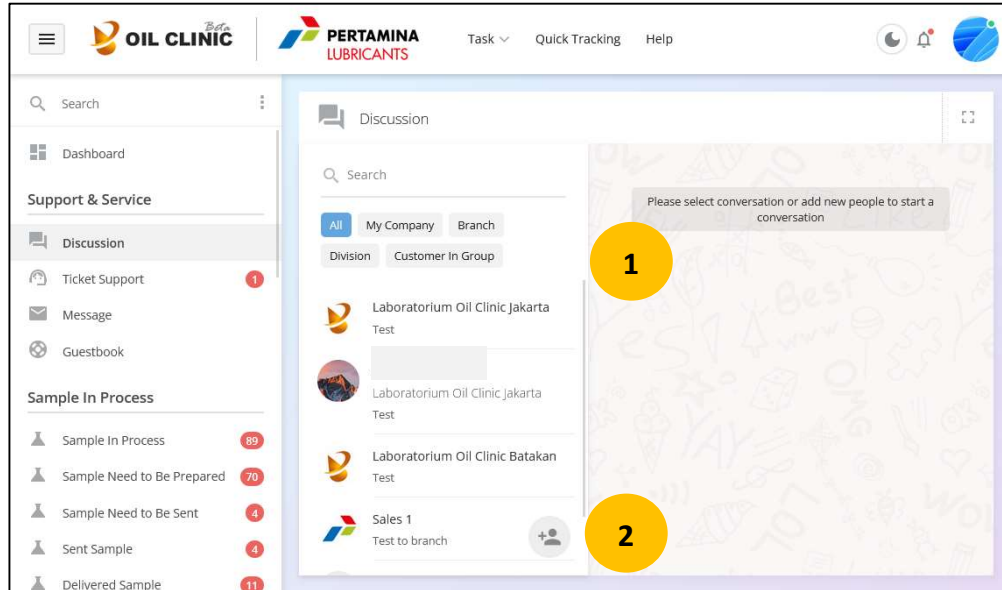 Beta
OIL CLINIC
PERTAMINA
LUBRICANTS
Task
Quick Tracking
Help
Search
Dashboard
Support & Service
Discussion
Ticket Support 1
Message
Guestbook
Sample In Process
Sample In Process 89
Sample Need to Be Prepared 70
Sample Need to Be Sent 4
Sent Sample 4
Delivered Sample 11
Discussion
Search
All My Company Branch
Division Customer In Group
Laboratorium Oil Clinic Jakarta
Test
Laboratorium Oil Clinic Jakarta
Test
Laboratorium Oil Clinic Batakan
Test
Sales 1
Test to branch
Please select conversation or add new people to start a
conversation
1
2